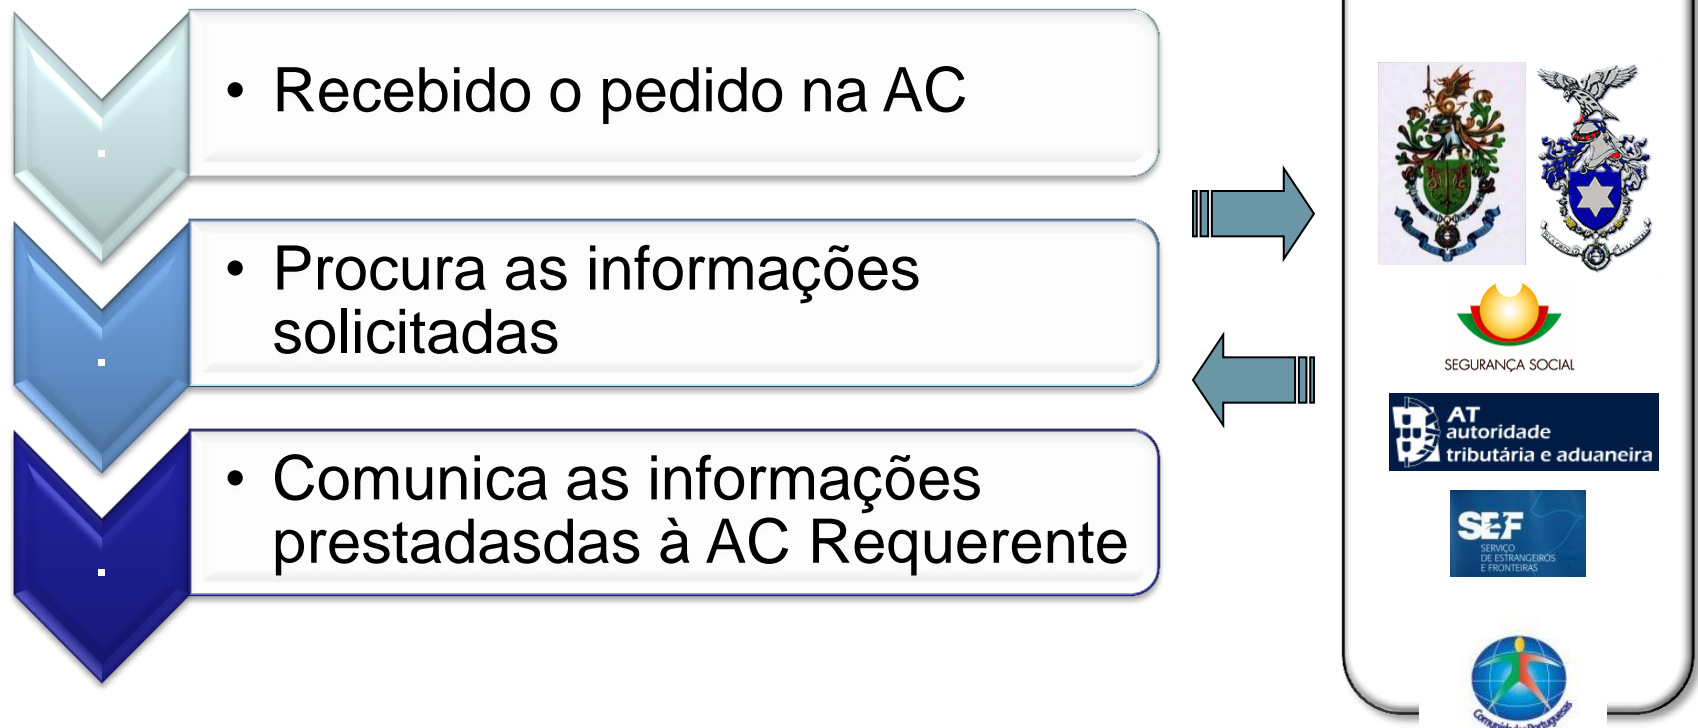 • Recebido o pedido na AC
• Procura as informações
solicitadas
• Comunica as informações
prestadasdas à AC Requerente
SEGURANÇA SOCIAL
AT
autoridade
tributária e aduaneira
SEF
SERVIÇO
DE ESTRANGEIROS
E FRONTEIRAS